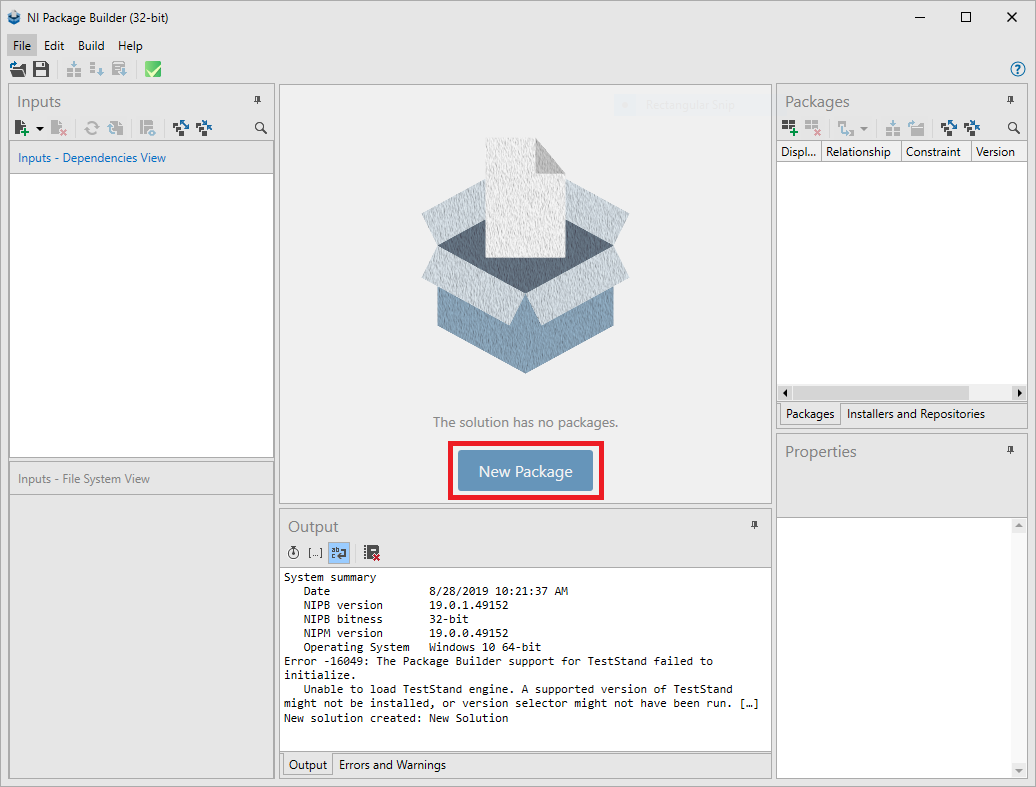 NI Package Builder (32-bit)
File Edit Build Help
Inputs
Inputs - Dependencies View
Inputs - File System View
Rectangular Snip
The solution has no packages.
New Package
Output
[...]
ab
c
System summary
Date 8/28/2019 10:21:37 AM
NIPB version 19.0.1.49152
NIPB bitness 32-bit
NIPM version 19.0.0.49152
Operating System Windows 10 64-bit
Error -16049: The Package Builder support for TestStand failed to
initialize.
Unable to load TestStand engine. A supported version of TestStand
might not be installed, or version selector might not have been run. […]
New solution created: New Solution
Output Errors and Warnings
Packages
Displ... Relationship Constraint Version
Packages Installers and Repositories
Properties